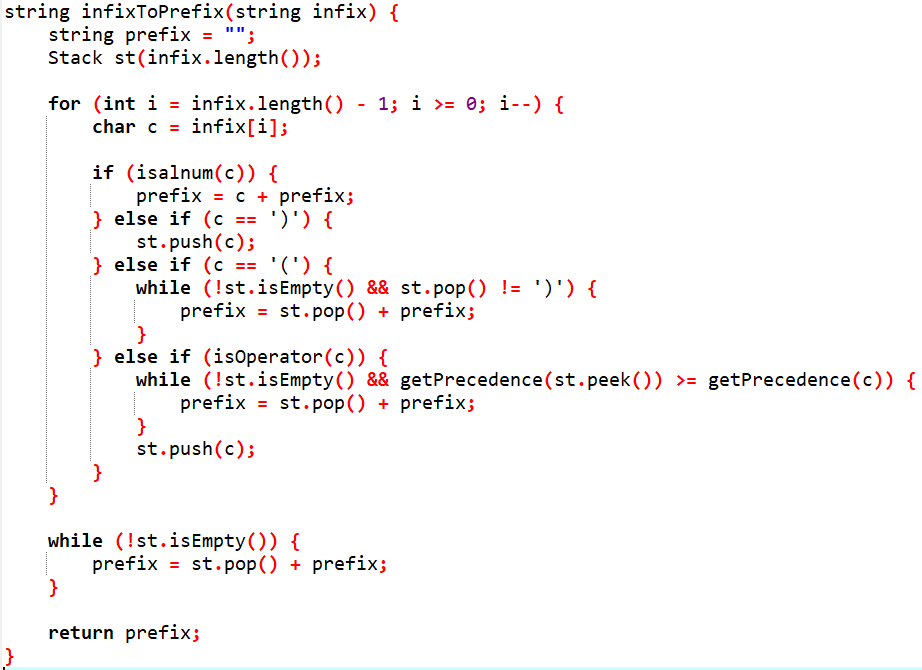 string infixToPrefix(string infix) {
    string prefix = "";
    Stack st(infix.length());

    for (int i = infix.length() - 1; i >= 0; i--) {
        char c = infix[i];

        if (isalnum(c)) {
            prefix = c + prefix;
        } else if (c == ')') {
            st.push(c);
        } else if (c == '(') {
            while (!st.isEmpty() && st.pop() != ')') {
                prefix = st.pop() + prefix;
            }
        } else if (isOperator(c)) {
            while (!st.isEmpty() && getPrecedence(st.peek()) >= getPrecedence(c)) {
                prefix = st.pop() + prefix;
            }
            st.push(c);
        }
    }

    while (!st.isEmpty()) {
        prefix = st.pop() + prefix;
    }

    return prefix;
}